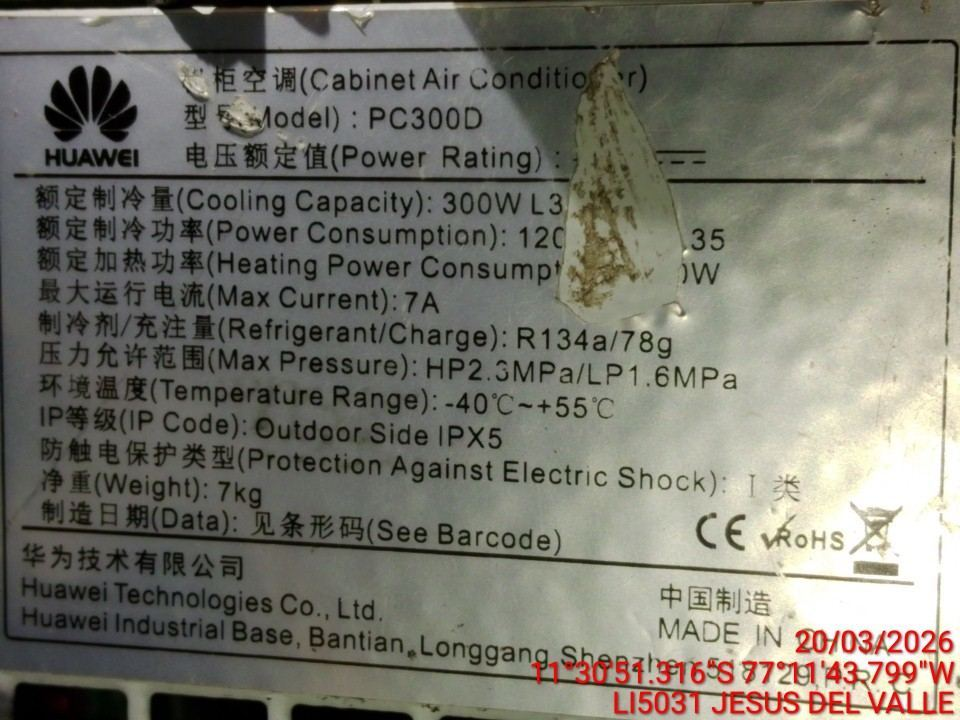 HUAWEI
柜空调(Cabinet Air Conditioner)
型号(Model) : PC300D
电压额定值(Power Rating) :
额定制冷量(Cooling Capacity): 300W L3
额定制冷功率(Power Consumption): 120 .35
额定加热功率(Heating Power Consumpt 0W
最大运行电流(Max Current): 7A
制冷剂/充注量(Refrigerant/Charge): R134a/78g
压力允许范围(Max Pressure): HP2.3MPa/LP1.6MPa
环境温度(Temperature Range): -40℃~+55℃
IP等级(IP Code): Outdoor Side IPX5
防触电保护类型(Protection Against Electric Shock): I 类
净重(Weight): 7kg
制造日期(Data): 见条形码(See Barcode)
CE RoHS
华为技术有限公司
Huawei Technologies Co., Ltd.
Huawei Industrial Base, Bantian, Longgang Shenzhen
中国制造
MADE IN
20/03/2026
11°30'51.316"S 77°11'43.799"W
LI5031 JESUS DEL VALLE